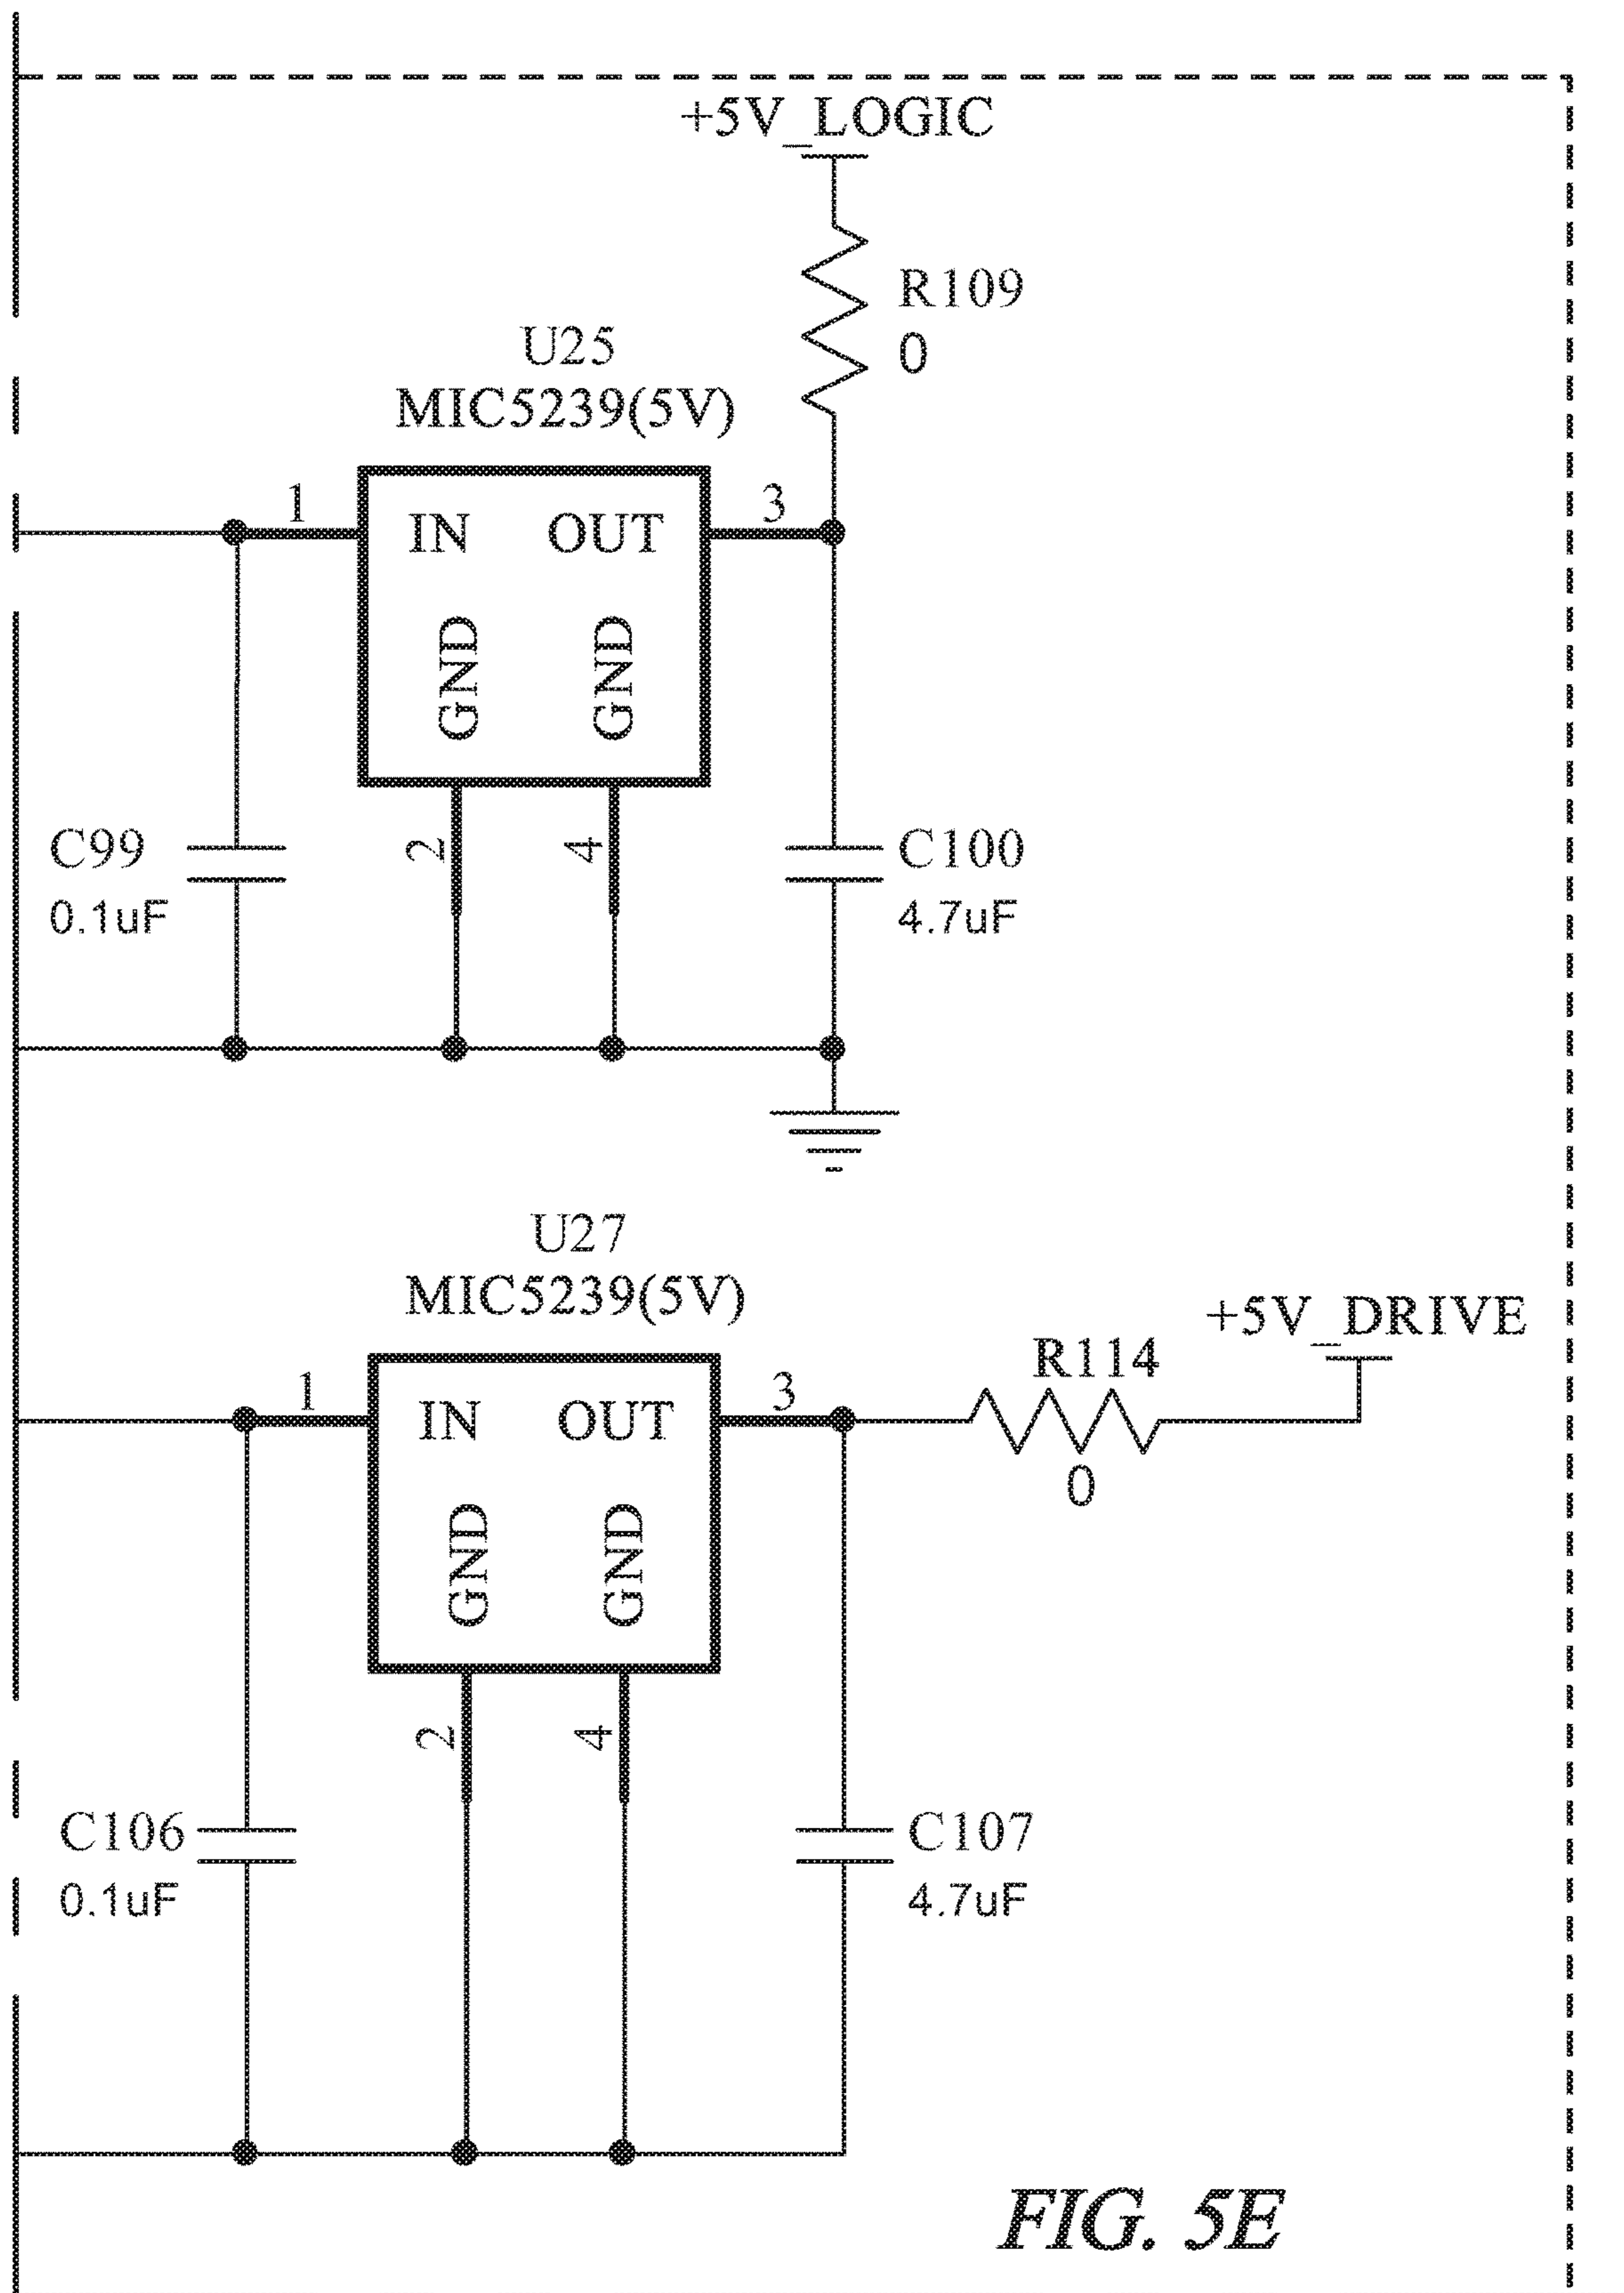 +5V_LOGIC
R109
0
U25
MIC5239(5V)
1
IN
OUT
3
GND
GND
2
4
C99
0.1uF
C100
4.7uF
U27
MIC5239(5V)
+5V_DRIVE
R114
0
1
IN
OUT
3
GND
GND
2
4
C106
0.1uF
C107
4.7uF
FIG. 5E